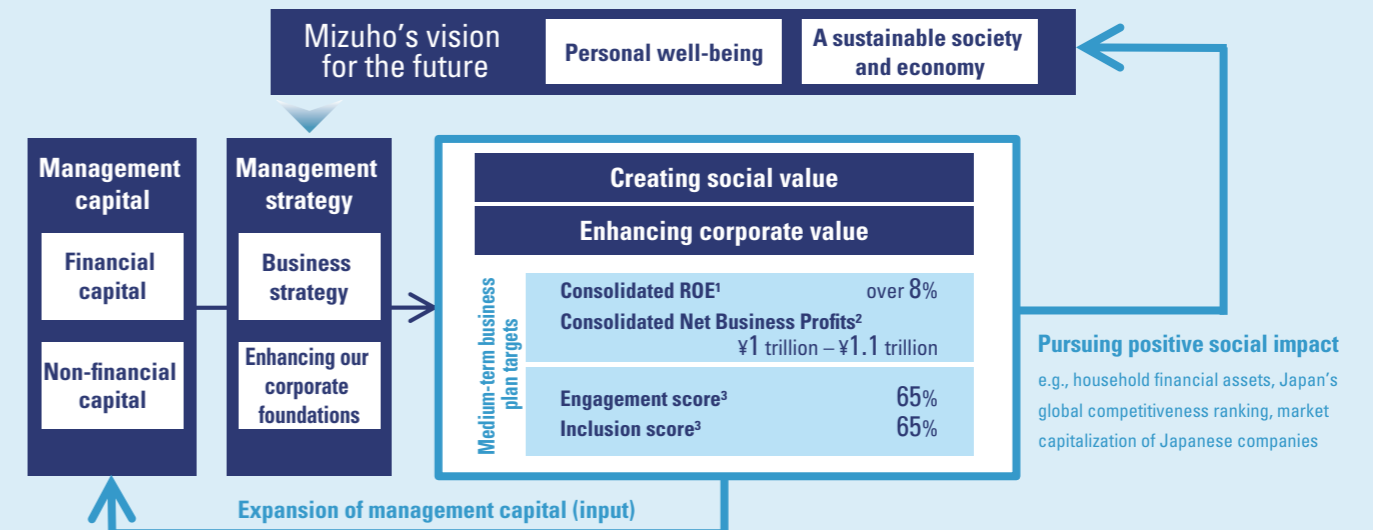 Mizuho’s vision
for the future
Personal well-being
A sustainable society
and economy
Management
capital
Financial
capital
Non-financial
capital
Management
strategy
Business
strategy
Enhancing our
corporate
foundations
Creating social value
Enhancing corporate value
Medium-term business
plan targets
Consolidated ROE¹ over 8%
Consolidated Net Business Profits²
¥1 trillion – ¥1.1 trillion
Engagement score³ 65%
Inclusion score³ 65%
Pursuing positive social impact
e.g., household financial assets, Japan’s
global competitiveness ranking, market
capitalization of Japanese companies
Expansion of management capital (input)